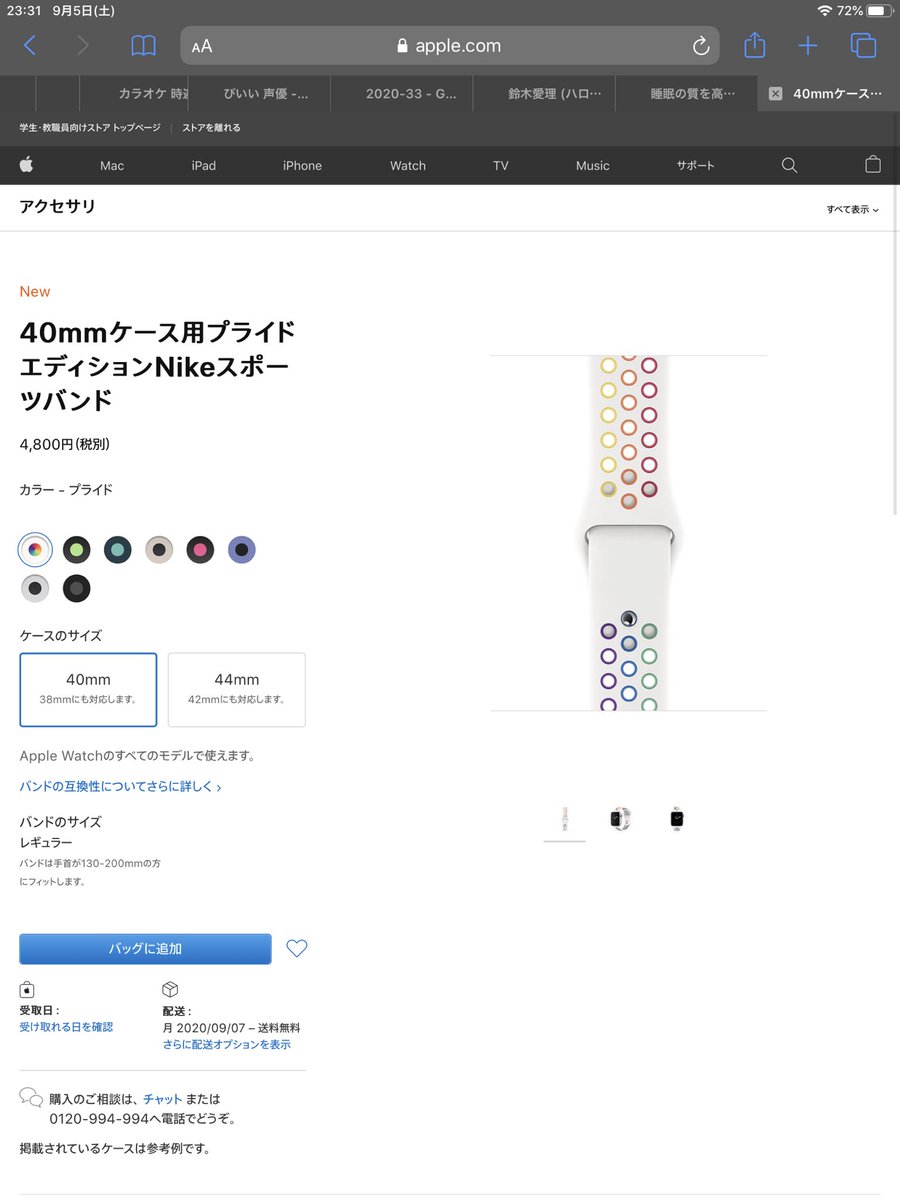 23:31 9月5日(土)
72%
AA
apple.com
カラオケ 時
ぴいい 声優 -...
2020-33 - G...
鈴木愛理 (ハロ…
睡眠の質を高…
40mmケース…
学生・教職員向けストア トップページ
ストアを離れる
Mac iPad iPhone Watch TV Music サポート
アクセサリ
すべて表示
New
40mmケース用プライド
エディションNikeスポー
ツバンド
4,800円(税別)
カラー – プライド
ケースのサイズ
40mm
38mmにも対応します。
44mm
42mmにも対応します。
Apple Watchのすべてのモデルで使えます。
バンドの互換性についてさらに詳しく ›
バンドのサイズ
レギュラー
バンドは手首が130-200mmの方
にフィットします。
バッグに追加
受取日：
受け取れる日を確認
配送：
月 2020/09/07 – 送料無料
さらに配送オプションを表示
購入のご相談は、チャット または
0120-994-994へ電話でどうぞ。
掲載されているケースは参考例です。